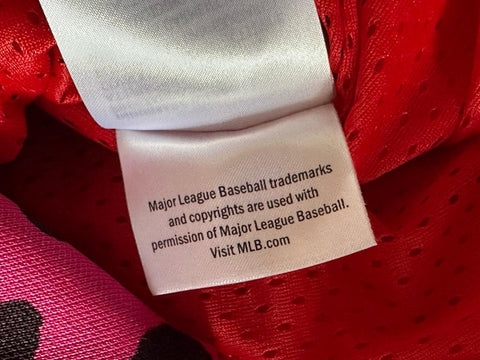 Major League Baseball trademarks
and copyrights are used with
permission of Major League Baseball.
Visit MLB.com